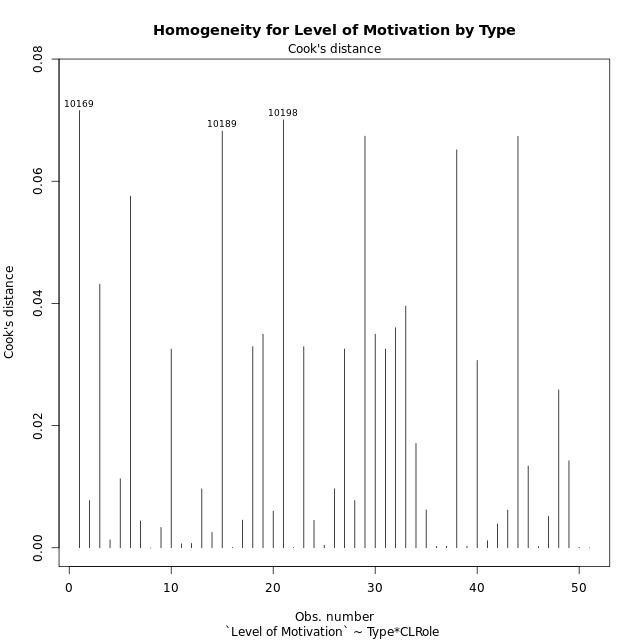 Homogeneity for Level of Motivation by Type
Cook's distance
0.08
10169
10198
10189
0.06
0.04
0.02
0.00
Cook's distance
0 10 20 30 40 50
Obs. number
`Level of Motivation` ~ Type*CLRole